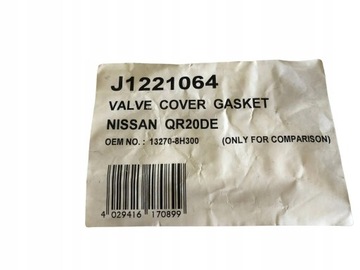 J1221064
VALVE COVER GASKET
NISSAN QR20DE
OEM NO. : 13270-8H300 (ONLY FOR COMPARISON)
4 029416 170899